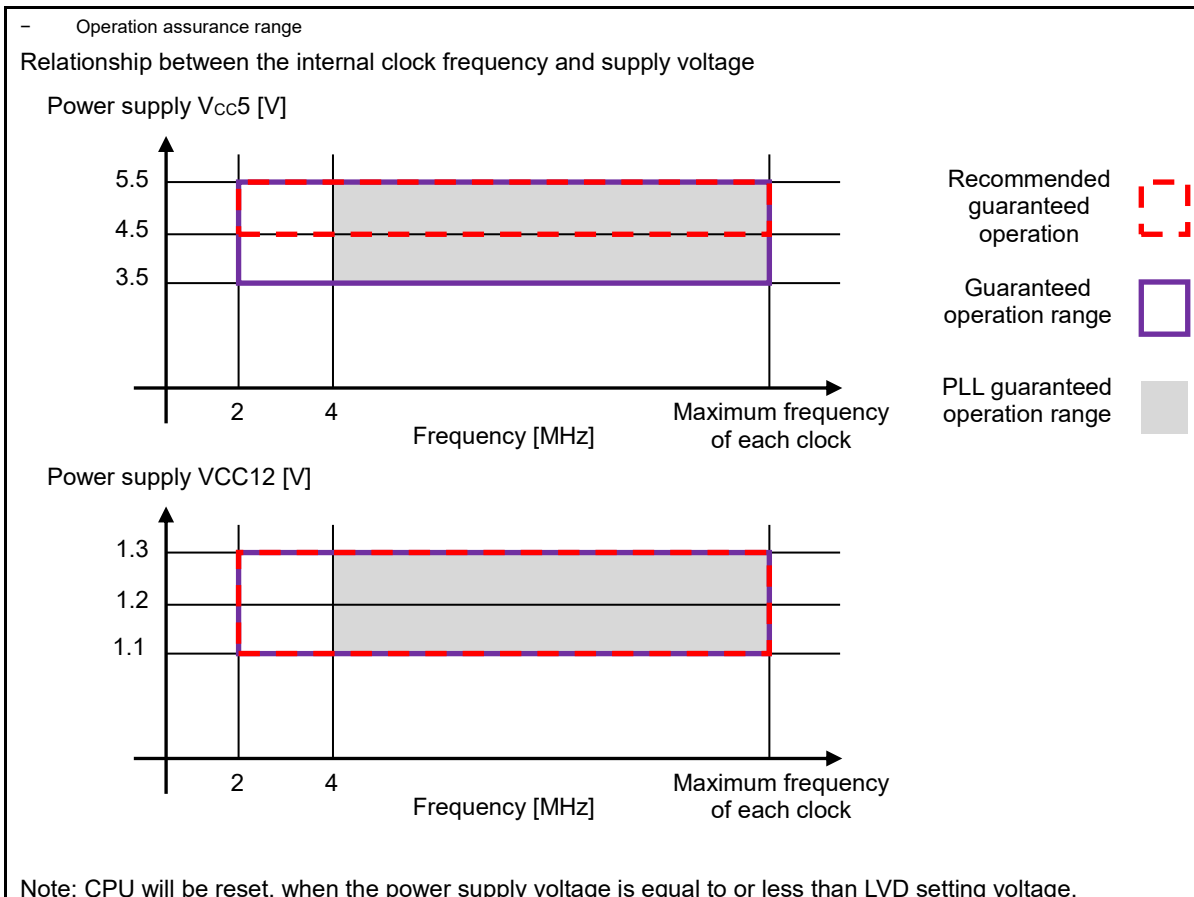 − Operation assurance range
Relationship between the internal clock frequency and supply voltage
Power supply Vcc5 [V]
5.5
4.5
3.5
2
4
Maximum frequency
of each clock
Frequency [MHz]
Recommended
guaranteed
operation
Guaranteed
operation range
PLL guaranteed
operation range
Power supply VCC12 [V]
1.3
1.2
1.1
2
4
Maximum frequency
of each clock
Frequency [MHz]
Note: CPU will be reset, when the power supply voltage is equal to or less than LVD setting voltage.